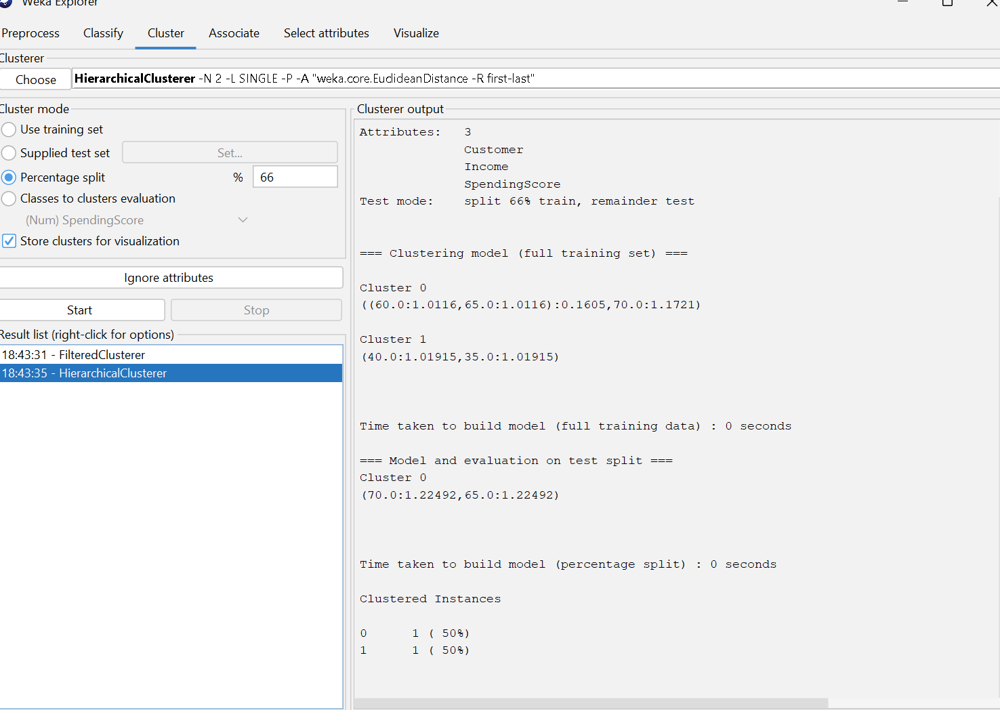 Weka Explorer
Preprocess Classify Cluster Associate Select attributes Visualize
Clusterer
Choose HierarchicalClusterer -N 2 -L SINGLE -P -A "weka.core.EuclideanDistance -R first-last"
Cluster mode
Use training set
Supplied test set Set...
Percentage split % 66
Classes to clusters evaluation
(Num) SpendingScore
Store clusters for visualization
Ignore attributes
Start Stop
Result list (right-click for options)
18:43:31 - FilteredClusterer
18:43:35 - HierarchicalClusterer
Clusterer output
Attributes: 3
Customer
Income
SpendingScore
Test mode: split 66% train, remainder test
=== Clustering model (full training set) ===
Cluster 0
((60.0:1.0116,65.0:1.0116):0.1605,70.0:1.1721)
Cluster 1
(40.0:1.01915,35.0:1.01915)
Time taken to build model (full training data) : 0 seconds
=== Model and evaluation on test split ===
Cluster 0
(70.0:1.22492,65.0:1.22492)
Time taken to build model (percentage split) : 0 seconds
Clustered Instances
0 1 ( 50%)
1 1 ( 50%)